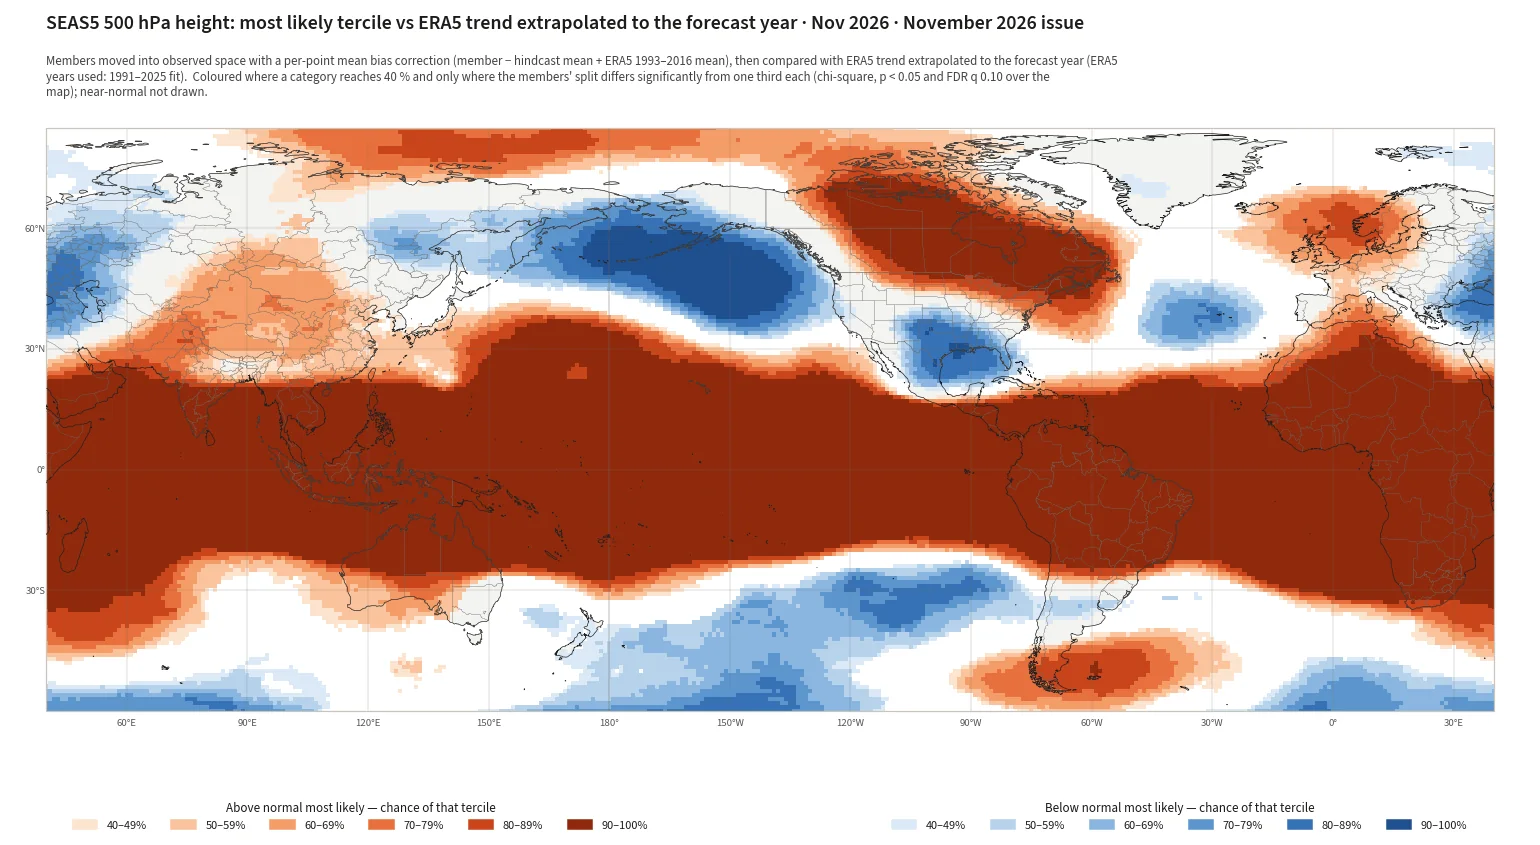 SEAS5 500 hPa height: most likely tercile vs ERA5 trend extrapolated to the forecast year · Nov 2026 · November 2026 issue
Members moved into observed space with a per-point mean bias correction (member − hindcast mean + ERA5 1993–2016 mean), then compared with ERA5 trend extrapolated to the forecast year (ERA5
years used: 1991–2025 fit). Coloured where a category reaches 40 % and only where the members' split differs significantly from one third each (chi-square, p < 0.05 and FDR q 0.10 over the
map); near-normal not drawn.
60°N
30°N
0°
30°S
60°E 90°E 120°E 150°E 180° 150°W 120°W 90°W 60°W 30°W 0° 30°E
Above normal most likely — chance of that tercile
40–49% 50–59% 60–69% 70–79% 80–89% 90–100%
Below normal most likely — chance of that tercile
40–49% 50–59% 60–69% 70–79% 80–89% 90–100%